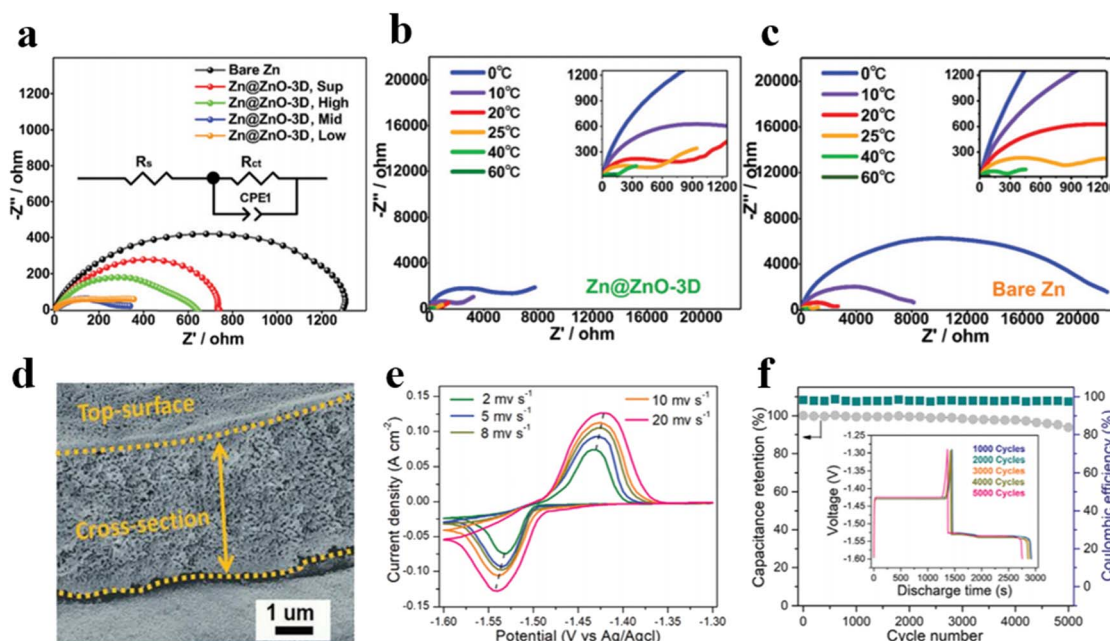 a
-Z'' / ohm
1400
1200
1000
800
600
400
200
0
Bare Zn
Zn@ZnO-3D, Sup
Zn@ZnO-3D, High
Zn@ZnO-3D, Mid
Zn@ZnO-3D, Low
Rs
Rct
CPE1
0 200 400 600 800 1000 1200
Z' / ohm
b
-Z'' / ohm
20000
16000
12000
8000
4000
0
0℃
10℃
20℃
25℃
40℃
60℃
1200
900
600
300
300 600 900 1200
Zn@ZnO-3D
0 4000 8000 12000 16000 20000
Z' / ohm
c
-Z'' / ohm
20000
16000
12000
8000
4000
0
0℃
10℃
20℃
25℃
40℃
60℃
1200
900
600
300
300 600 900 1200
Bare Zn
0 4000 8000 12000 16000 20000
Z' / ohm
d
Top-surface
Cross-section
1 um
e
Current density (A cm-2)
0.15
0.10
0.05
0.00
-0.05
-0.10
-0.15
2 mv s-1
5 mv s-1
8 mv s-1
10 mv s-1
20 mv s-1
-1.60 -1.55 -1.50 -1.45 -1.40 -1.35 -1.30
Potential (V vs Ag/Agcl)
f
Capacitance retention (%)
120
100
80
60
40
20
0
Voltage (V)
-1.29
-1.35
-1.40
-1.45
-1.50
-1.55
-1.60
1000 Cycles
2000 Cycles
3000 Cycles
4000 Cycles
5000 Cycles
0 500 1000 1500 2000 2500 3000
Discharge time (s)
100
80
60
40
20
0
Coulombic efficiency (%)
0 1000 2000 3000 4000 5000
Cycle number